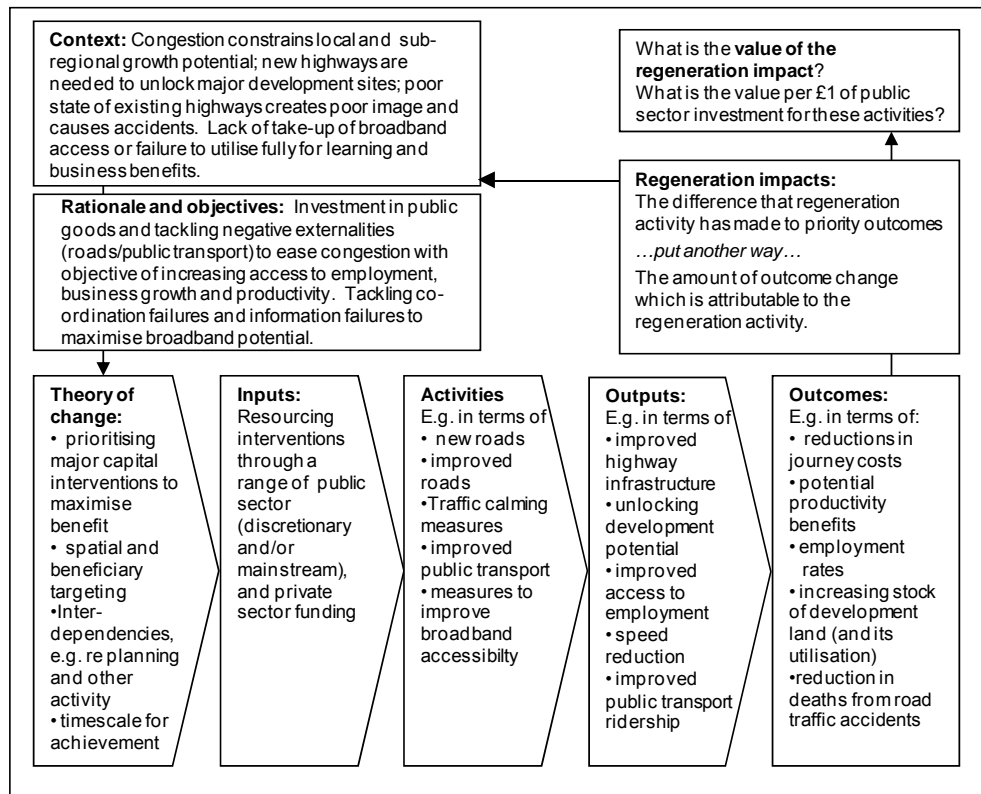 Context: Congestion constrains local and sub-
regional growth potential; new highways are
needed to unlock major development sites; poor
state of existing highways creates poor image and
causes accidents. Lack of take-up of broadband
access or failure to utilise fully for learning and
business benefits.
What is the value of the
regeneration impact?
What is the value per £1 of public
sector investment for these activities?
Rationale and objectives: Investment in public
goods and tackling negative externalities
(roads/public transport) to ease congestion with
objective of increasing access to employment,
business growth and productivity. Tackling co-
ordination failures and information failures to
maximise broadband potential.
Regeneration impacts:
The difference that regeneration
activity has made to priority outcomes
…put another way…
The amount of outcome change
which is attributable to the
regeneration activity.
Theory of
change:
• prioritising
major capital
interventions to
maximise
benefit
• spatial and
beneficiary
targeting
•Inter-
dependencies,
e.g. re planning
and other
activity
• timescale for
achievement
Inputs:
Resourcing
interventions
through a
range of public
sector
(discretionary
and/or
mainstream),
and private
sector funding
Activities
E.g. in terms of
• new roads
• improved
roads
•Traffic calming
measures
• improved
public transport
• measures to
improve
broadband
accessibilty
Outputs:
E.g. in terms of
• improved
highway
infrastructure
• unlocking
development
potential
• improved
access to
employment
• speed
reduction
• improved
public transport
ridership
Outcomes:
E.g. in terms of:
• reductions in
journey costs
• potential
productivity
benefits
• employment
rates
• increasing stock
of development
land (and its
utilisation)
•reduction in
deaths from road
traffic accidents